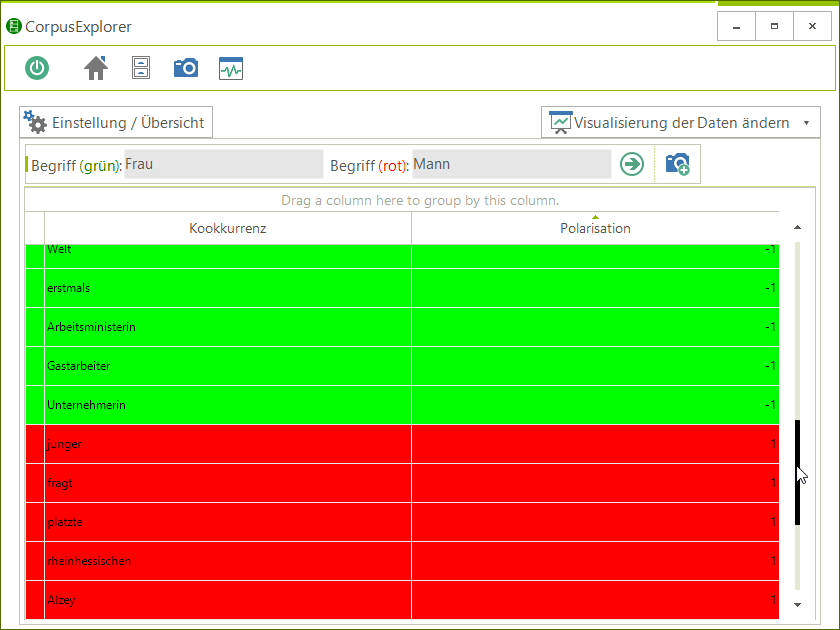 CorpusExplorer
Einstellung / Übersicht
Visualisierung der Daten ändern
Begriff (grün): Frau Begriff (rot): Mann
Drag a column here to group by this column.
Kookkurrenz Polarisation
Welt -1
erstmals -1
Arbeitsministerin -1
Gastarbeiter -1
Unternehmerin -1
junger 1
fragt 1
platzte 1
rheinhessischen 1
Alzey 1